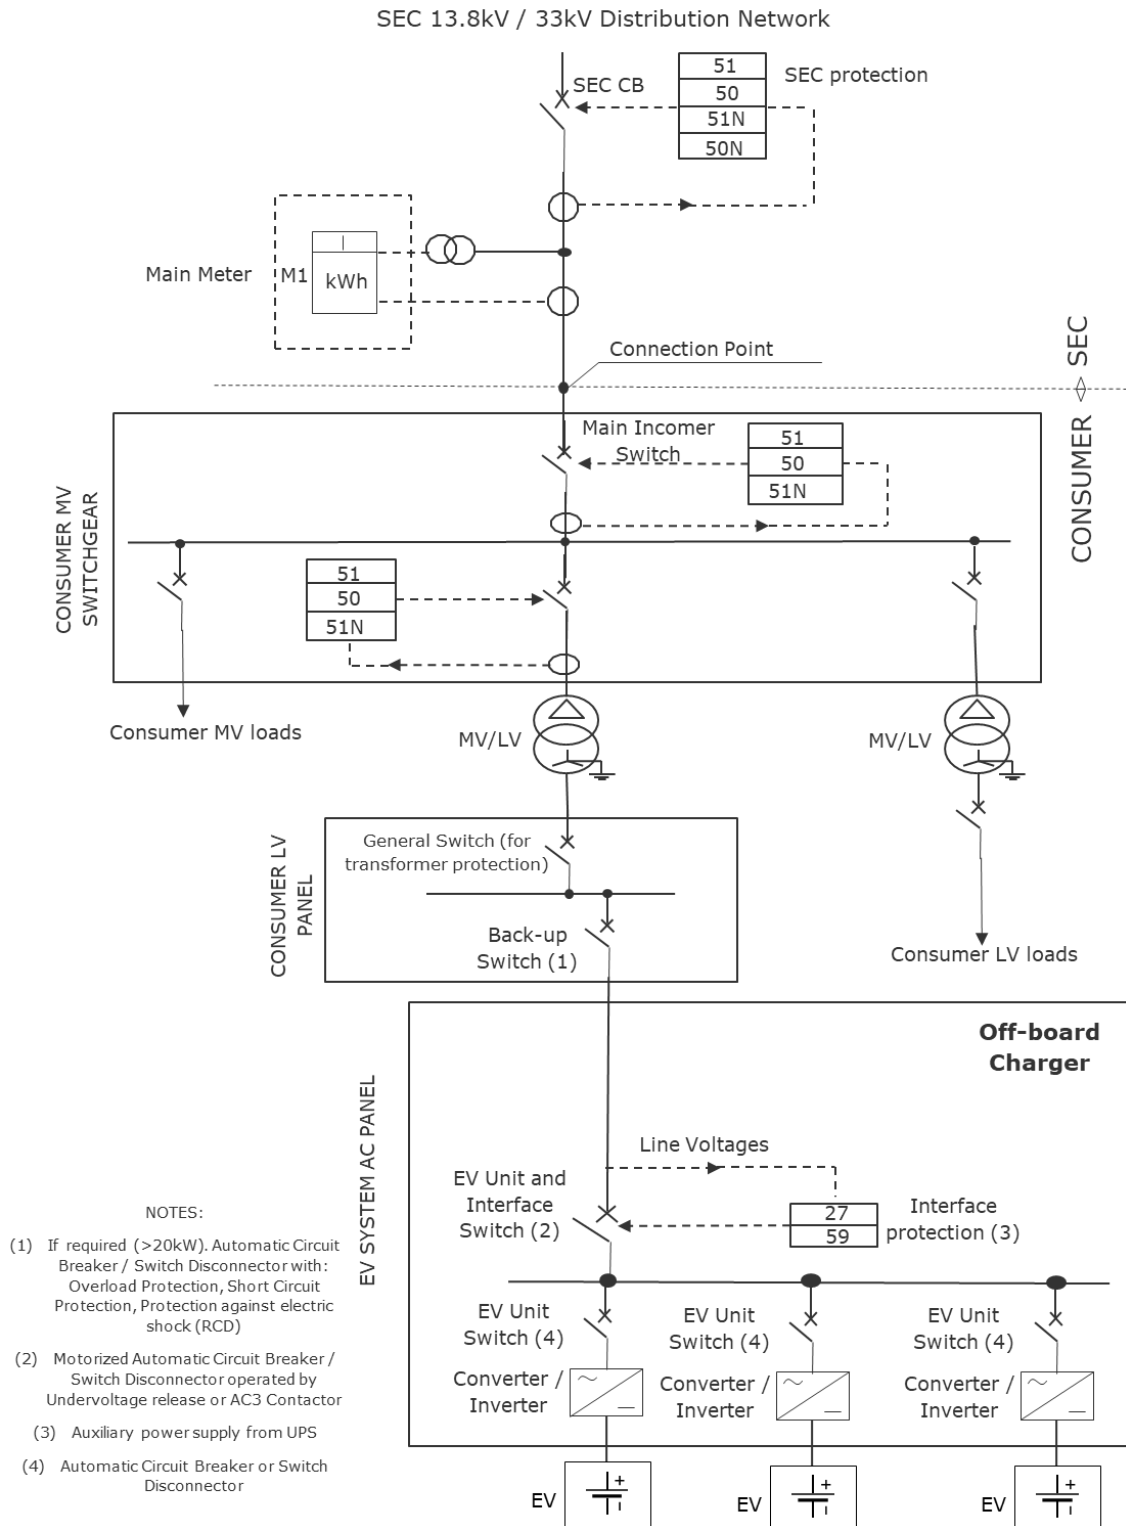 SEC 13.8kV / 33kV Distribution Network
SEC CB
51
50
51N
50N
SEC protection
Main Meter
M1
kWh
Connection Point
SEC
CONSUMER
CONSUMER MV
SWITCHGEAR
Main Incomer
Switch
51
50
51N
51
50
51N
Consumer MV loads
MV/LV
MV/LV
CONSUMER LV
PANEL
General Switch (for
transformer protection)
Back-up
Switch (1)
Consumer LV loads
EV SYSTEM AC PANEL
Off-board
Charger
Line Voltages
EV Unit and
Interface
Switch (2)
27
59
Interface
protection (3)
EV Unit
Switch (4)
EV Unit
Switch (4)
EV Unit
Switch (4)
Converter /
Inverter
Converter /
Inverter
Converter /
Inverter
EV
+
EV
+
EV
+
NOTES:
(1) If required (>20kW). Automatic Circuit
Breaker / Switch Disconnector with:
Overload Protection, Short Circuit
Protection, Protection against electric
shock (RCD)
(2) Motorized Automatic Circuit Breaker /
Switch Disconnector operated by
Undervoltage release or AC3 Contactor
(3) Auxiliary power supply from UPS
(4) Automatic Circuit Breaker or Switch
Disconnector